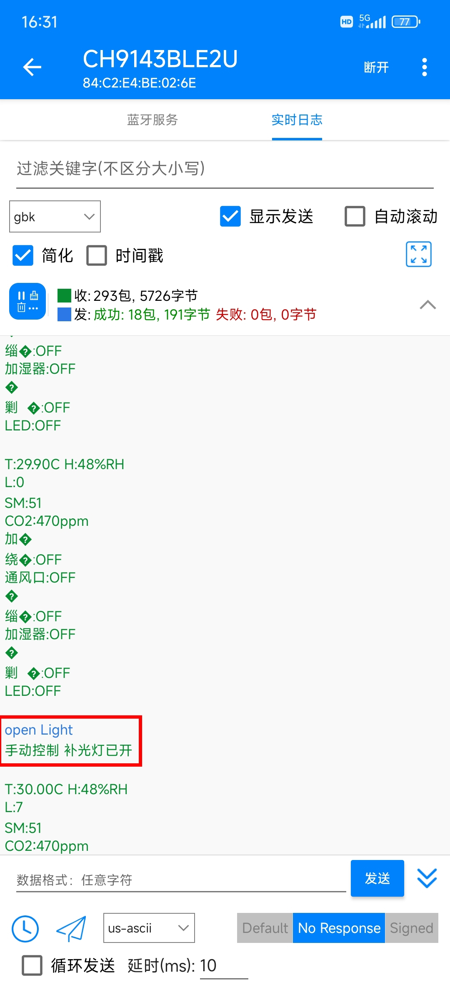 16:31
HD 5G 77
CH9143BLE2U
84:C2:E4:BE:02:6E
断开
蓝牙服务 实时日志
过滤关键字(不区分大小写)
gbk 显示发送 自动滚动
简化 时间戳
收: 293包, 5726字节
发: 成功: 18包, 191字节 失败: 0包, 0字节
缁�:OFF
加湿器:OFF
�
剿 �:OFF
LED:OFF
T:29.90C H:48%RH
L:0
SM:51
CO2:470ppm
加�
绕�:OFF
通风口:OFF
�
缁�:OFF
加湿器:OFF
�
剿 �:OFF
LED:OFF
open Light
手动控制 补光灯已开
T:30.00C H:48%RH
L:7
SM:51
CO2:470ppm
数据格式：任意字符
发送
us-ascii Default No Response Signed
循环发送 延时(ms): 10